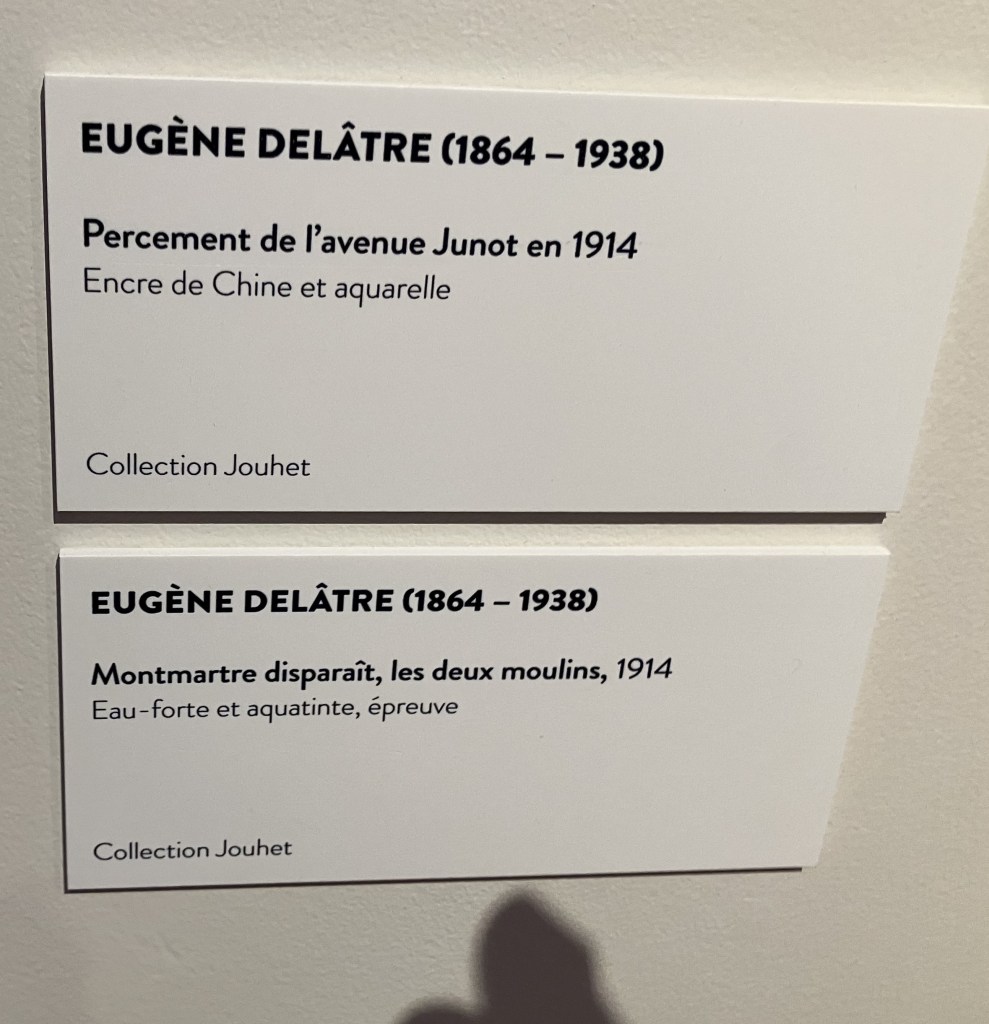 EUGÈNE DELÂTRE (1864 – 1938)
Percement de l’avenue Junot en 1914
Encre de Chine et aquarelle
Collection Jouhet
EUGÈNE DELÂTRE (1864 – 1938)
Montmartre disparaît, les deux moulins, 1914
Eau-forte et aquatinte, épreuve
Collection Jouhet